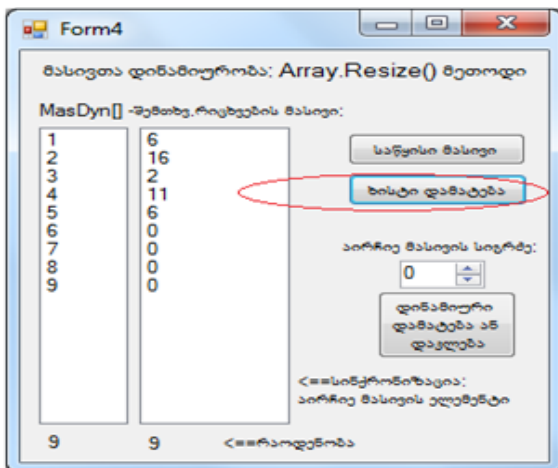 Form4
მასივთა დინამიურობა: Array.Resize() მეთოდი
MasDyn[] -შემთხვ.რიცხვების მასივი:
1 6
2 16
3 2
4 11
5 6
6 0
7 0
8 0
9 0
საწყისი მასივი
ხისტი დამატება
აირჩიე მასივის სიგრძე:
0
დინამიური
დამატება ან
დაკლება
<==სინქრონიზაცია:
აირჩიე მასივის ელემენტი
9 9 <==რაოდენობა